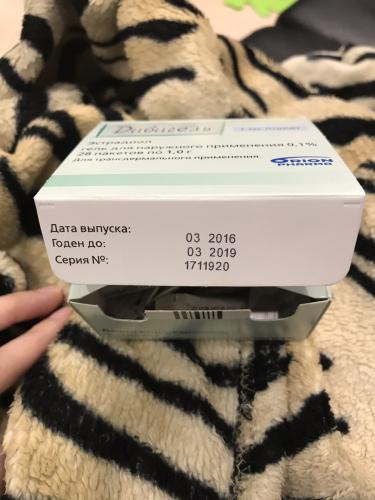 Дивигель
Эстрадиол
гель для наружного применения 0,1%
28 пакетов по 1,0 г
Для трансдермального применения.
ORION
PHARMA
Дата выпуска: 03 2016
Годен до: 03 2019
Серия №: 1711920